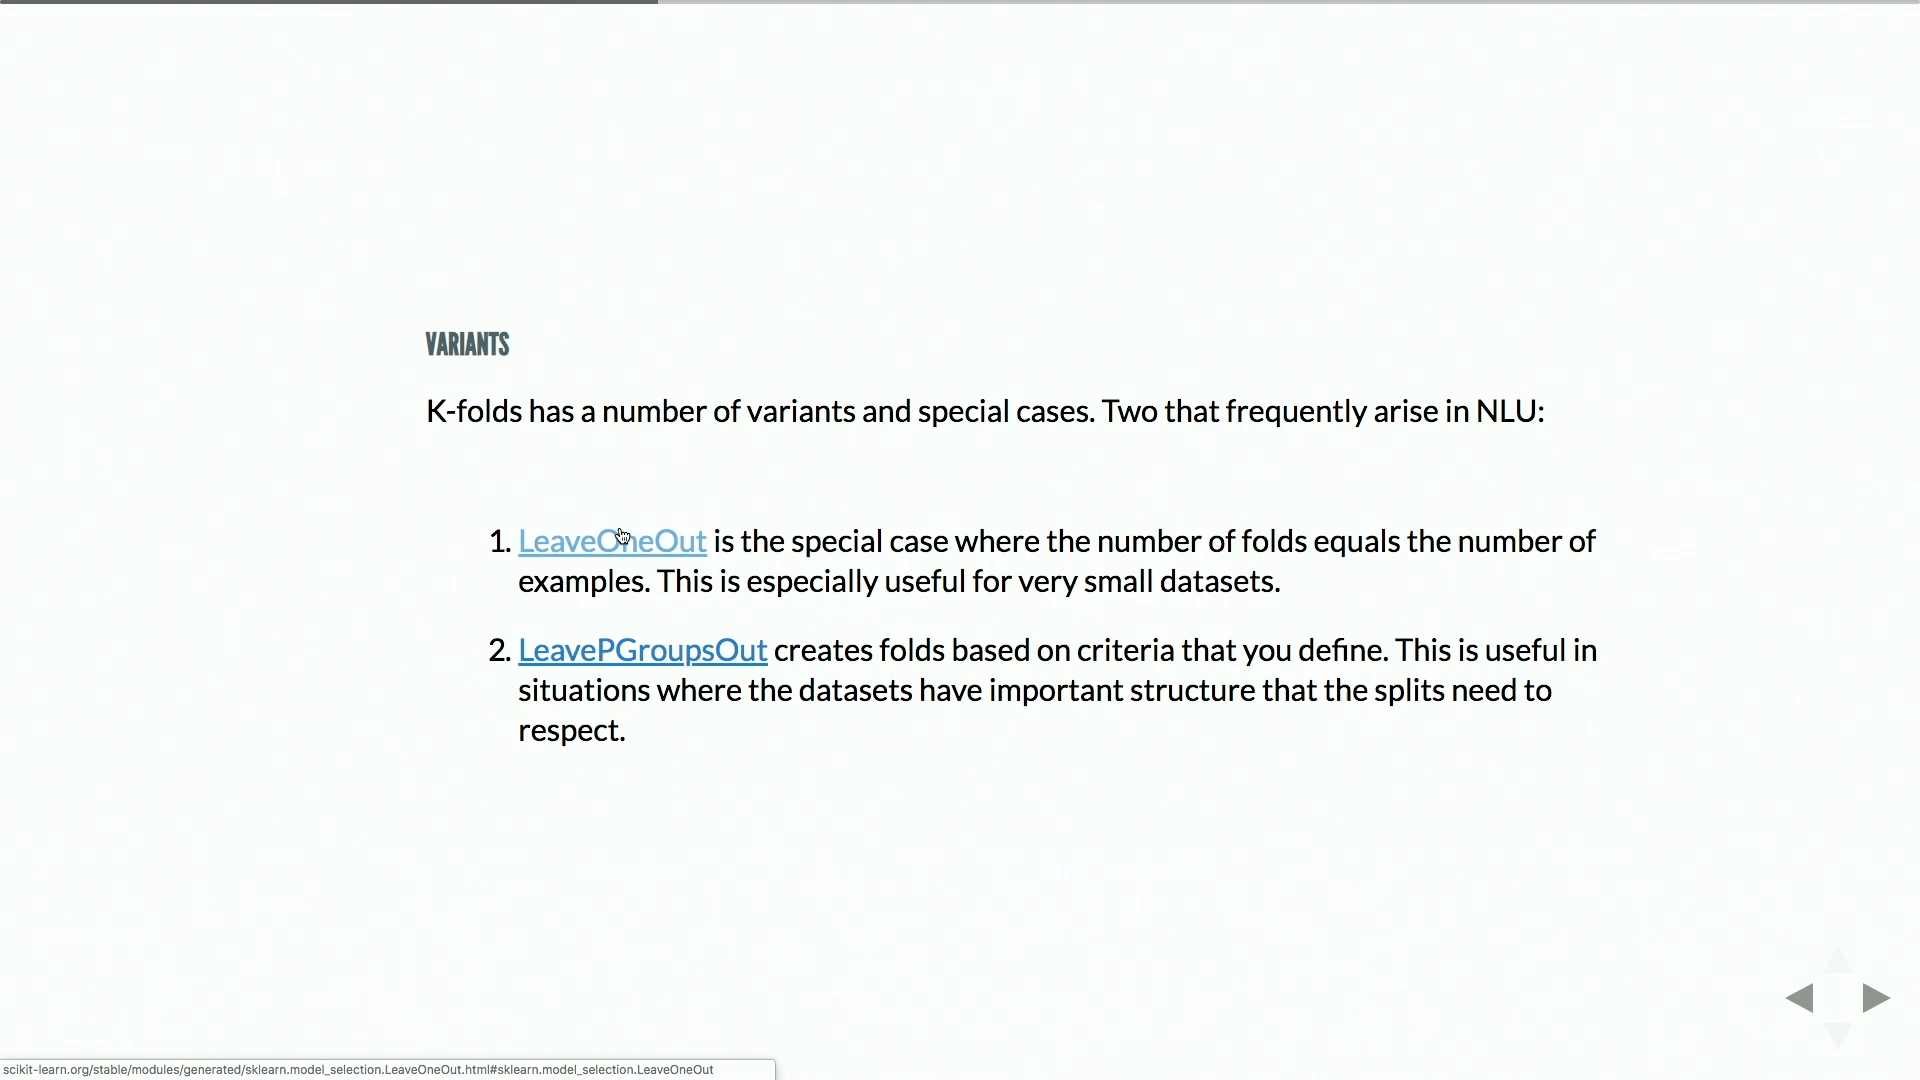 VARIANTS
K-folds has a number of variants and special cases. Two that frequently arise in NLU:
1. LeaveOneOut is the special case where the number of folds equals the number of
examples. This is especially useful for very small datasets.
2. LeavePGroupsOut creates folds based on criteria that you define. This is useful in
situations where the datasets have important structure that the splits need to
respect.
scikit-learn.org/stable/modules/generated/sklearn.model_selection.LeaveOneOut.html#sklearn.model_selection.LeaveOneOut